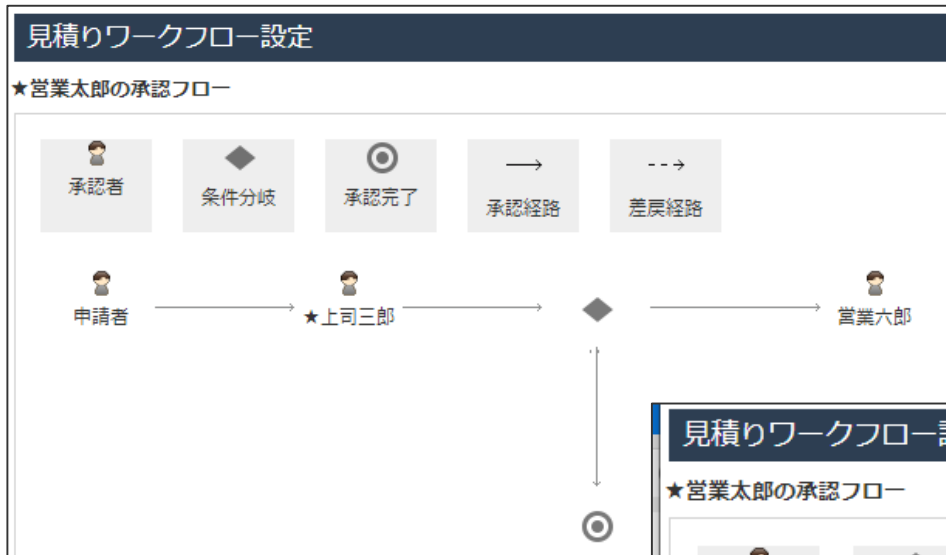 見積りワークフロー設定
★営業太郎の承認フロー
承認者
条件分岐
承認完了
承認経路
差戻経路
申請者
★上司三郎
営業六郎
見積りワークフロー
★営業太郎の承認フロー